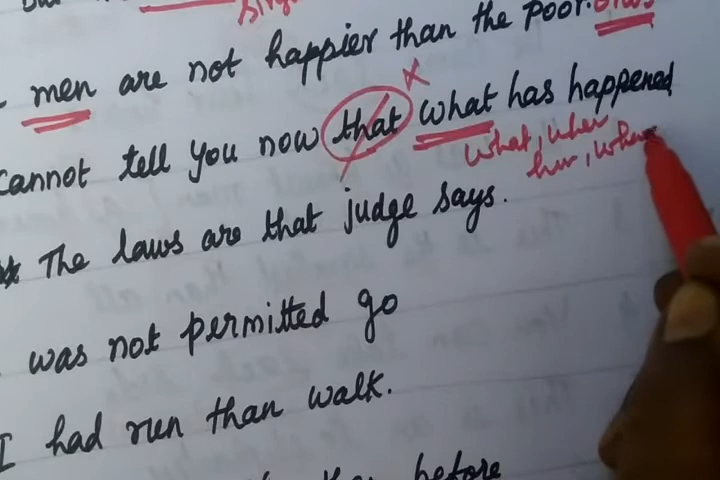 men are not happier than the poor.
cannot tell you now that what has happened
what, when
how, where
The laws are that judge says.
was not permitted go
I had run than walk.
before